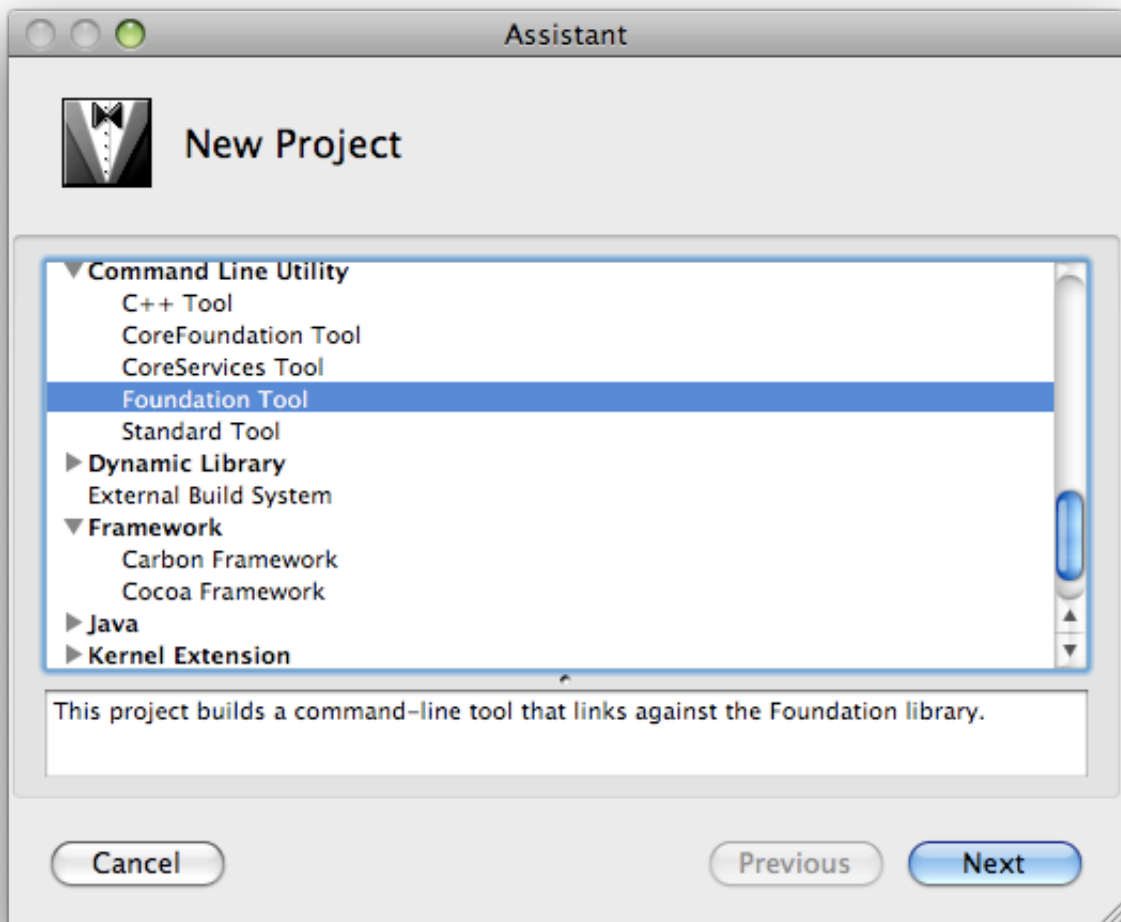 Assistant
New Project
Command Line Utility
C++ Tool
CoreFoundation Tool
CoreServices Tool
Foundation Tool
Standard Tool
Dynamic Library
External Build System
Framework
Carbon Framework
Cocoa Framework
Java
Kernel Extension
This project builds a command-line tool that links against the Foundation library.
Cancel
Previous
Next